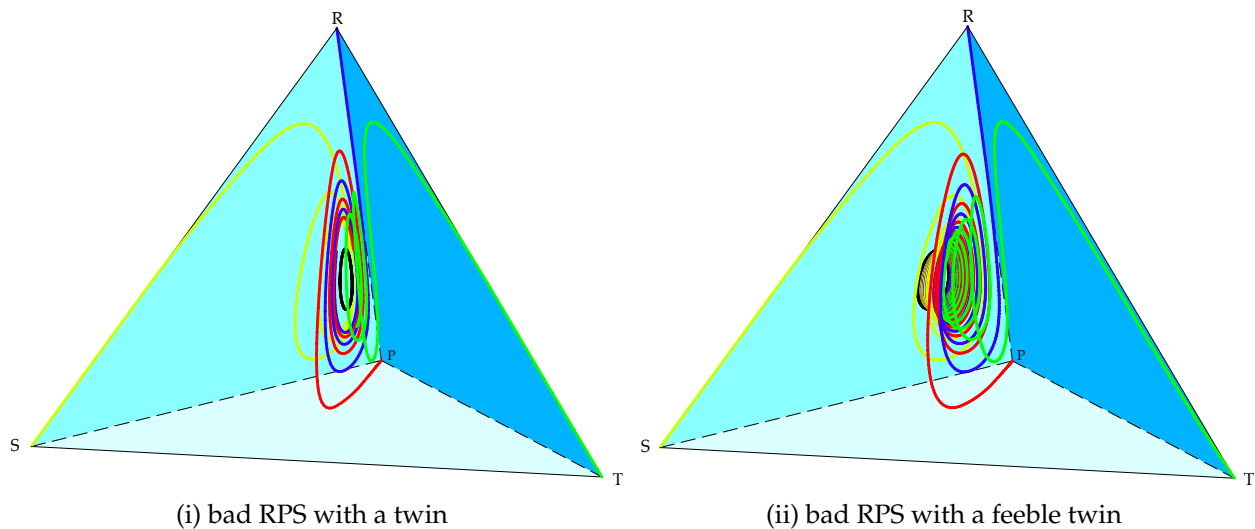 R
P
S
T
(i) bad RPS with a twin
R
P
S
T
(ii) bad RPS with a feeble twin